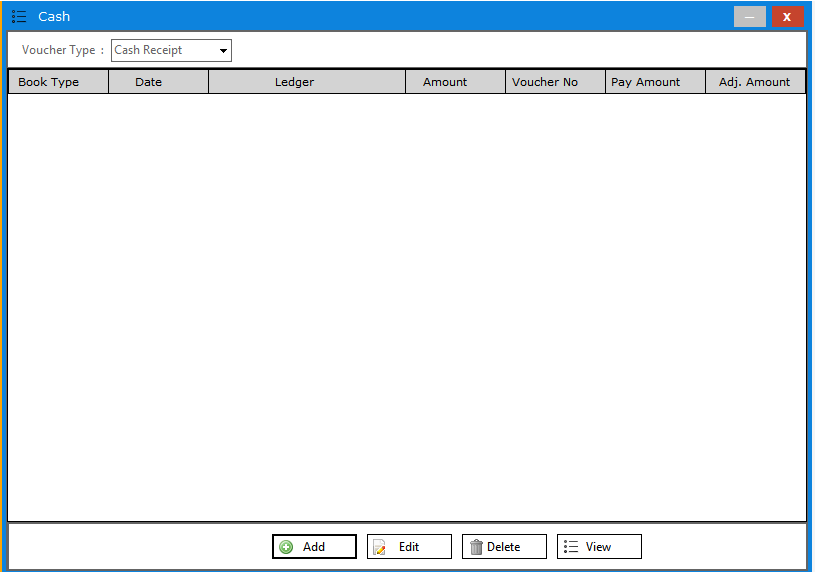 Cash
X
Voucher Type : Cash Receipt
Book Type Date Ledger Amount Voucher No Pay Amount Adj. Amount
Add Edit Delete View